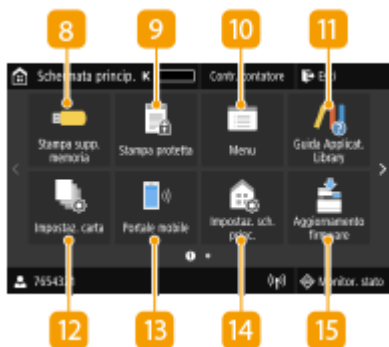 8 9 10 11
Schermata princip. Contr. contatore Esci
Stampa supp. memoria
Stampa protetta
Menu
Guida Applicat. Library
Impostaz. carta
Portale mobile
Impostaz. sch. princ.
Aggiornamento firmware
7654321 Monitor. stato
12 13 14 15